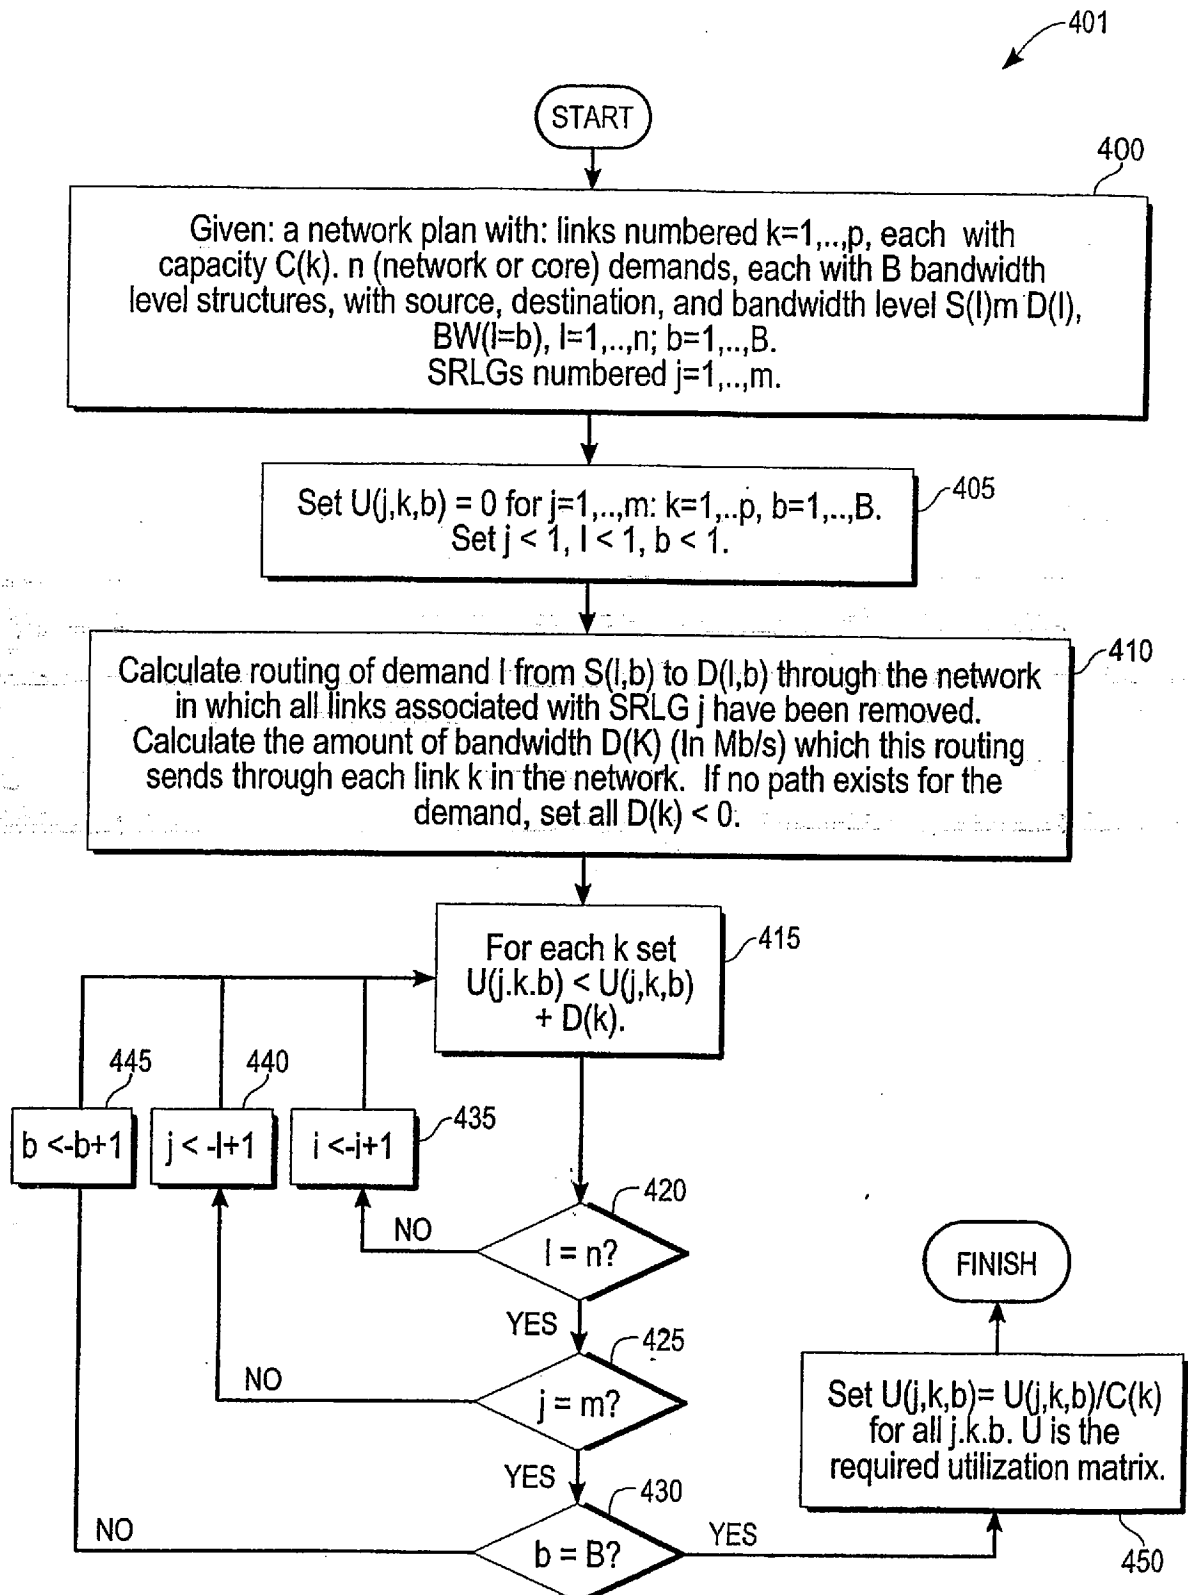 401
START
400
Given: a network plan with: links numbered k=1,..,p, each with
capacity C(k). n (network or core) demands, each with B bandwidth
level structures, with source, destination, and bandwidth level S(l)m D(l),
BW(l=b), l=1,..,n; b=1,..,B.
SRLGs numbered j=1,..,m.
405
Set U(j,k,b) = 0 for j=1,..,m: k=1,..p, b=1,..,B.
Set j < 1, l < 1, b < 1.
410
Calculate routing of demand l from S(l,b) to D(l,b) through the network
in which all links associated with SRLG j have been removed.
Calculate the amount of bandwidth D(K) (In Mb/s) which this routing
sends through each link k in the network. If no path exists for the
demand, set all D(k) < 0.
415
For each k set
U(j.k.b) < U(j,k,b)
+ D(k).
445
b <-b+1
440
j < -l+1
435
i <-i+1
420
l = n?
NO
YES
425
j = m?
NO
YES
430
b = B?
NO
YES
FINISH
Set U(j,k,b)= U(j,k,b)/C(k)
for all j.k.b. U is the
required utilization matrix.
450